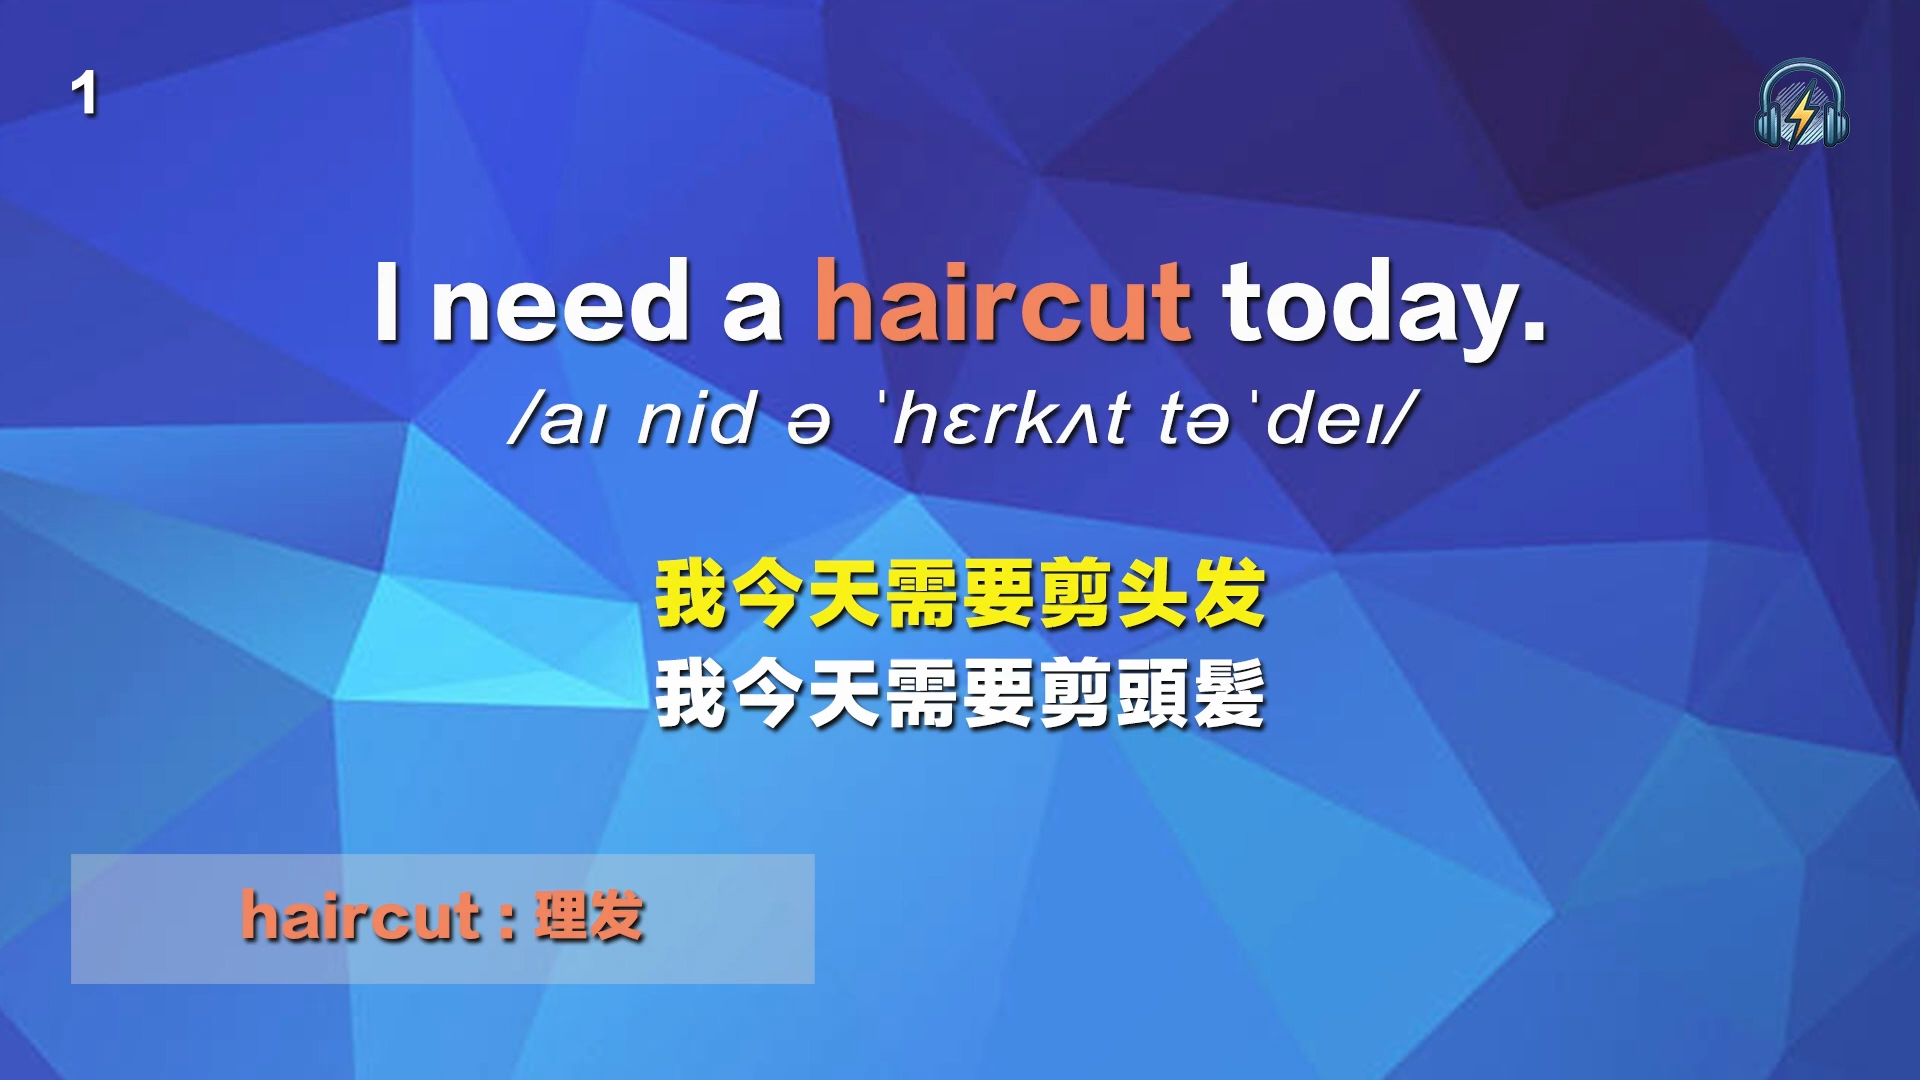 1
I need a haircut today.
/aɪ nid ə ˈhɛrkʌt təˈdeɪ/
我今天需要剪头发
我今天需要剪頭髮
haircut : 理发